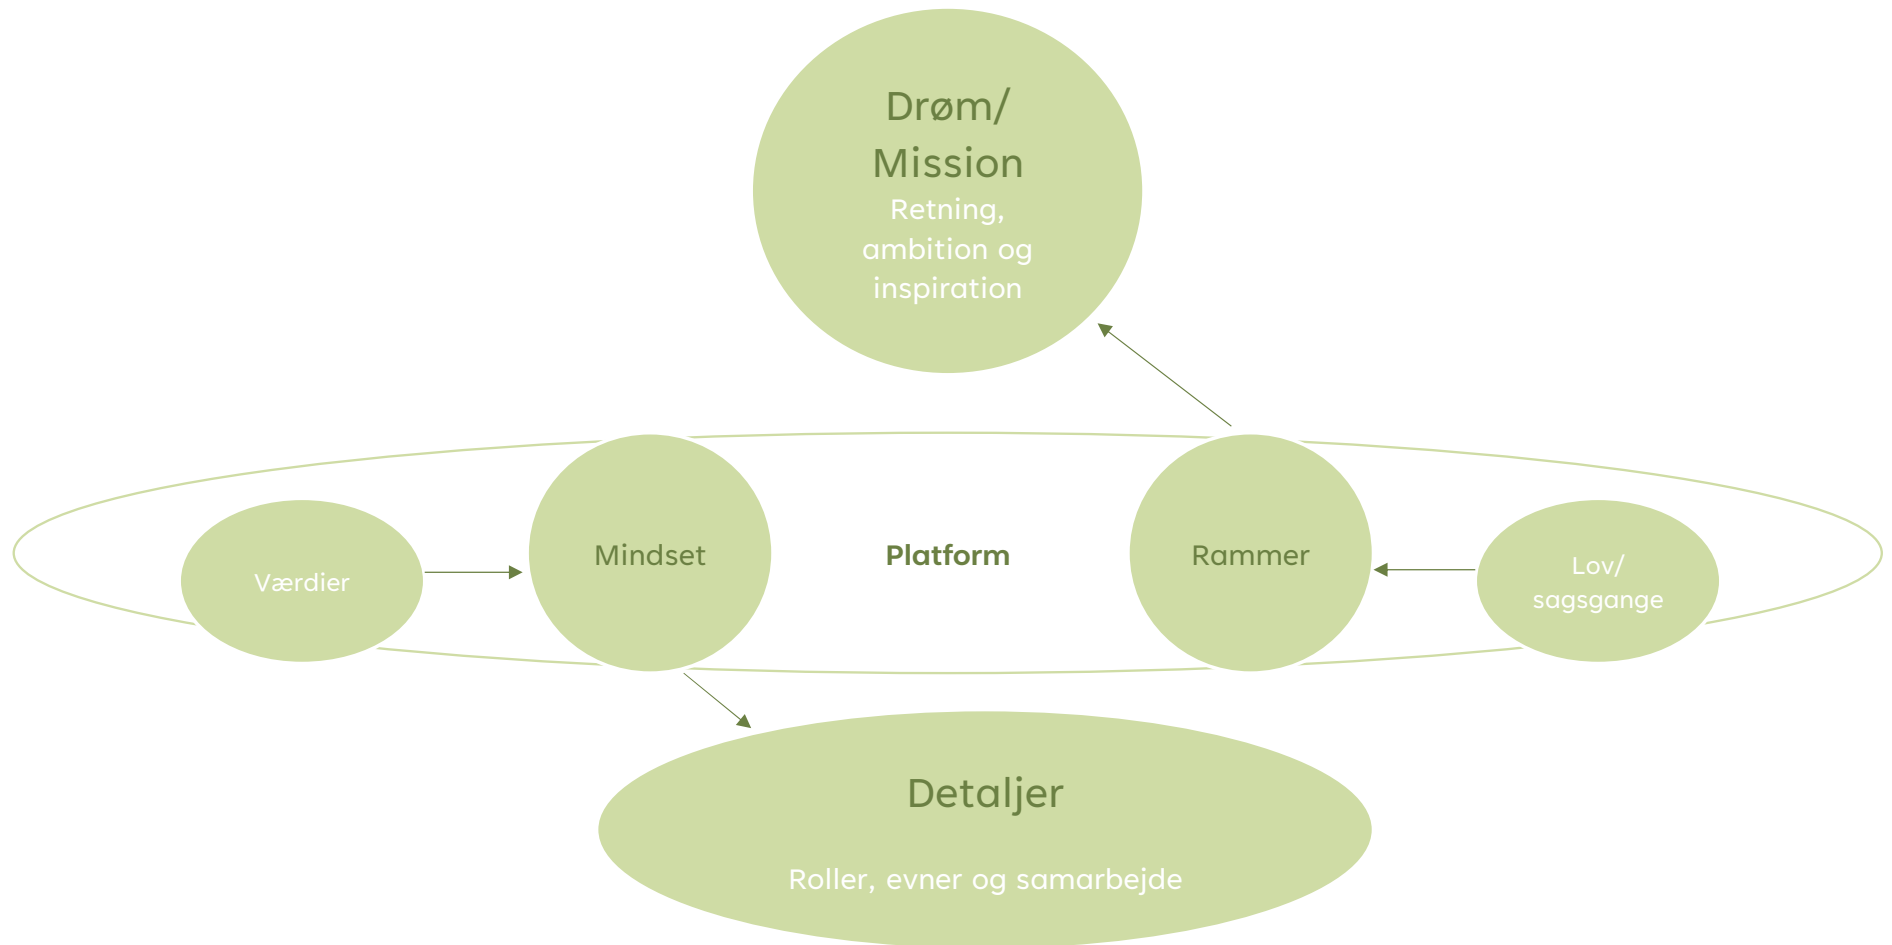 Drøm/
Mission
Retning,
ambition og
inspiration
Værdier
Mindset
Platform
Rammer
Lov/
sagsgange
Detaljer
Roller, evner og samarbejde